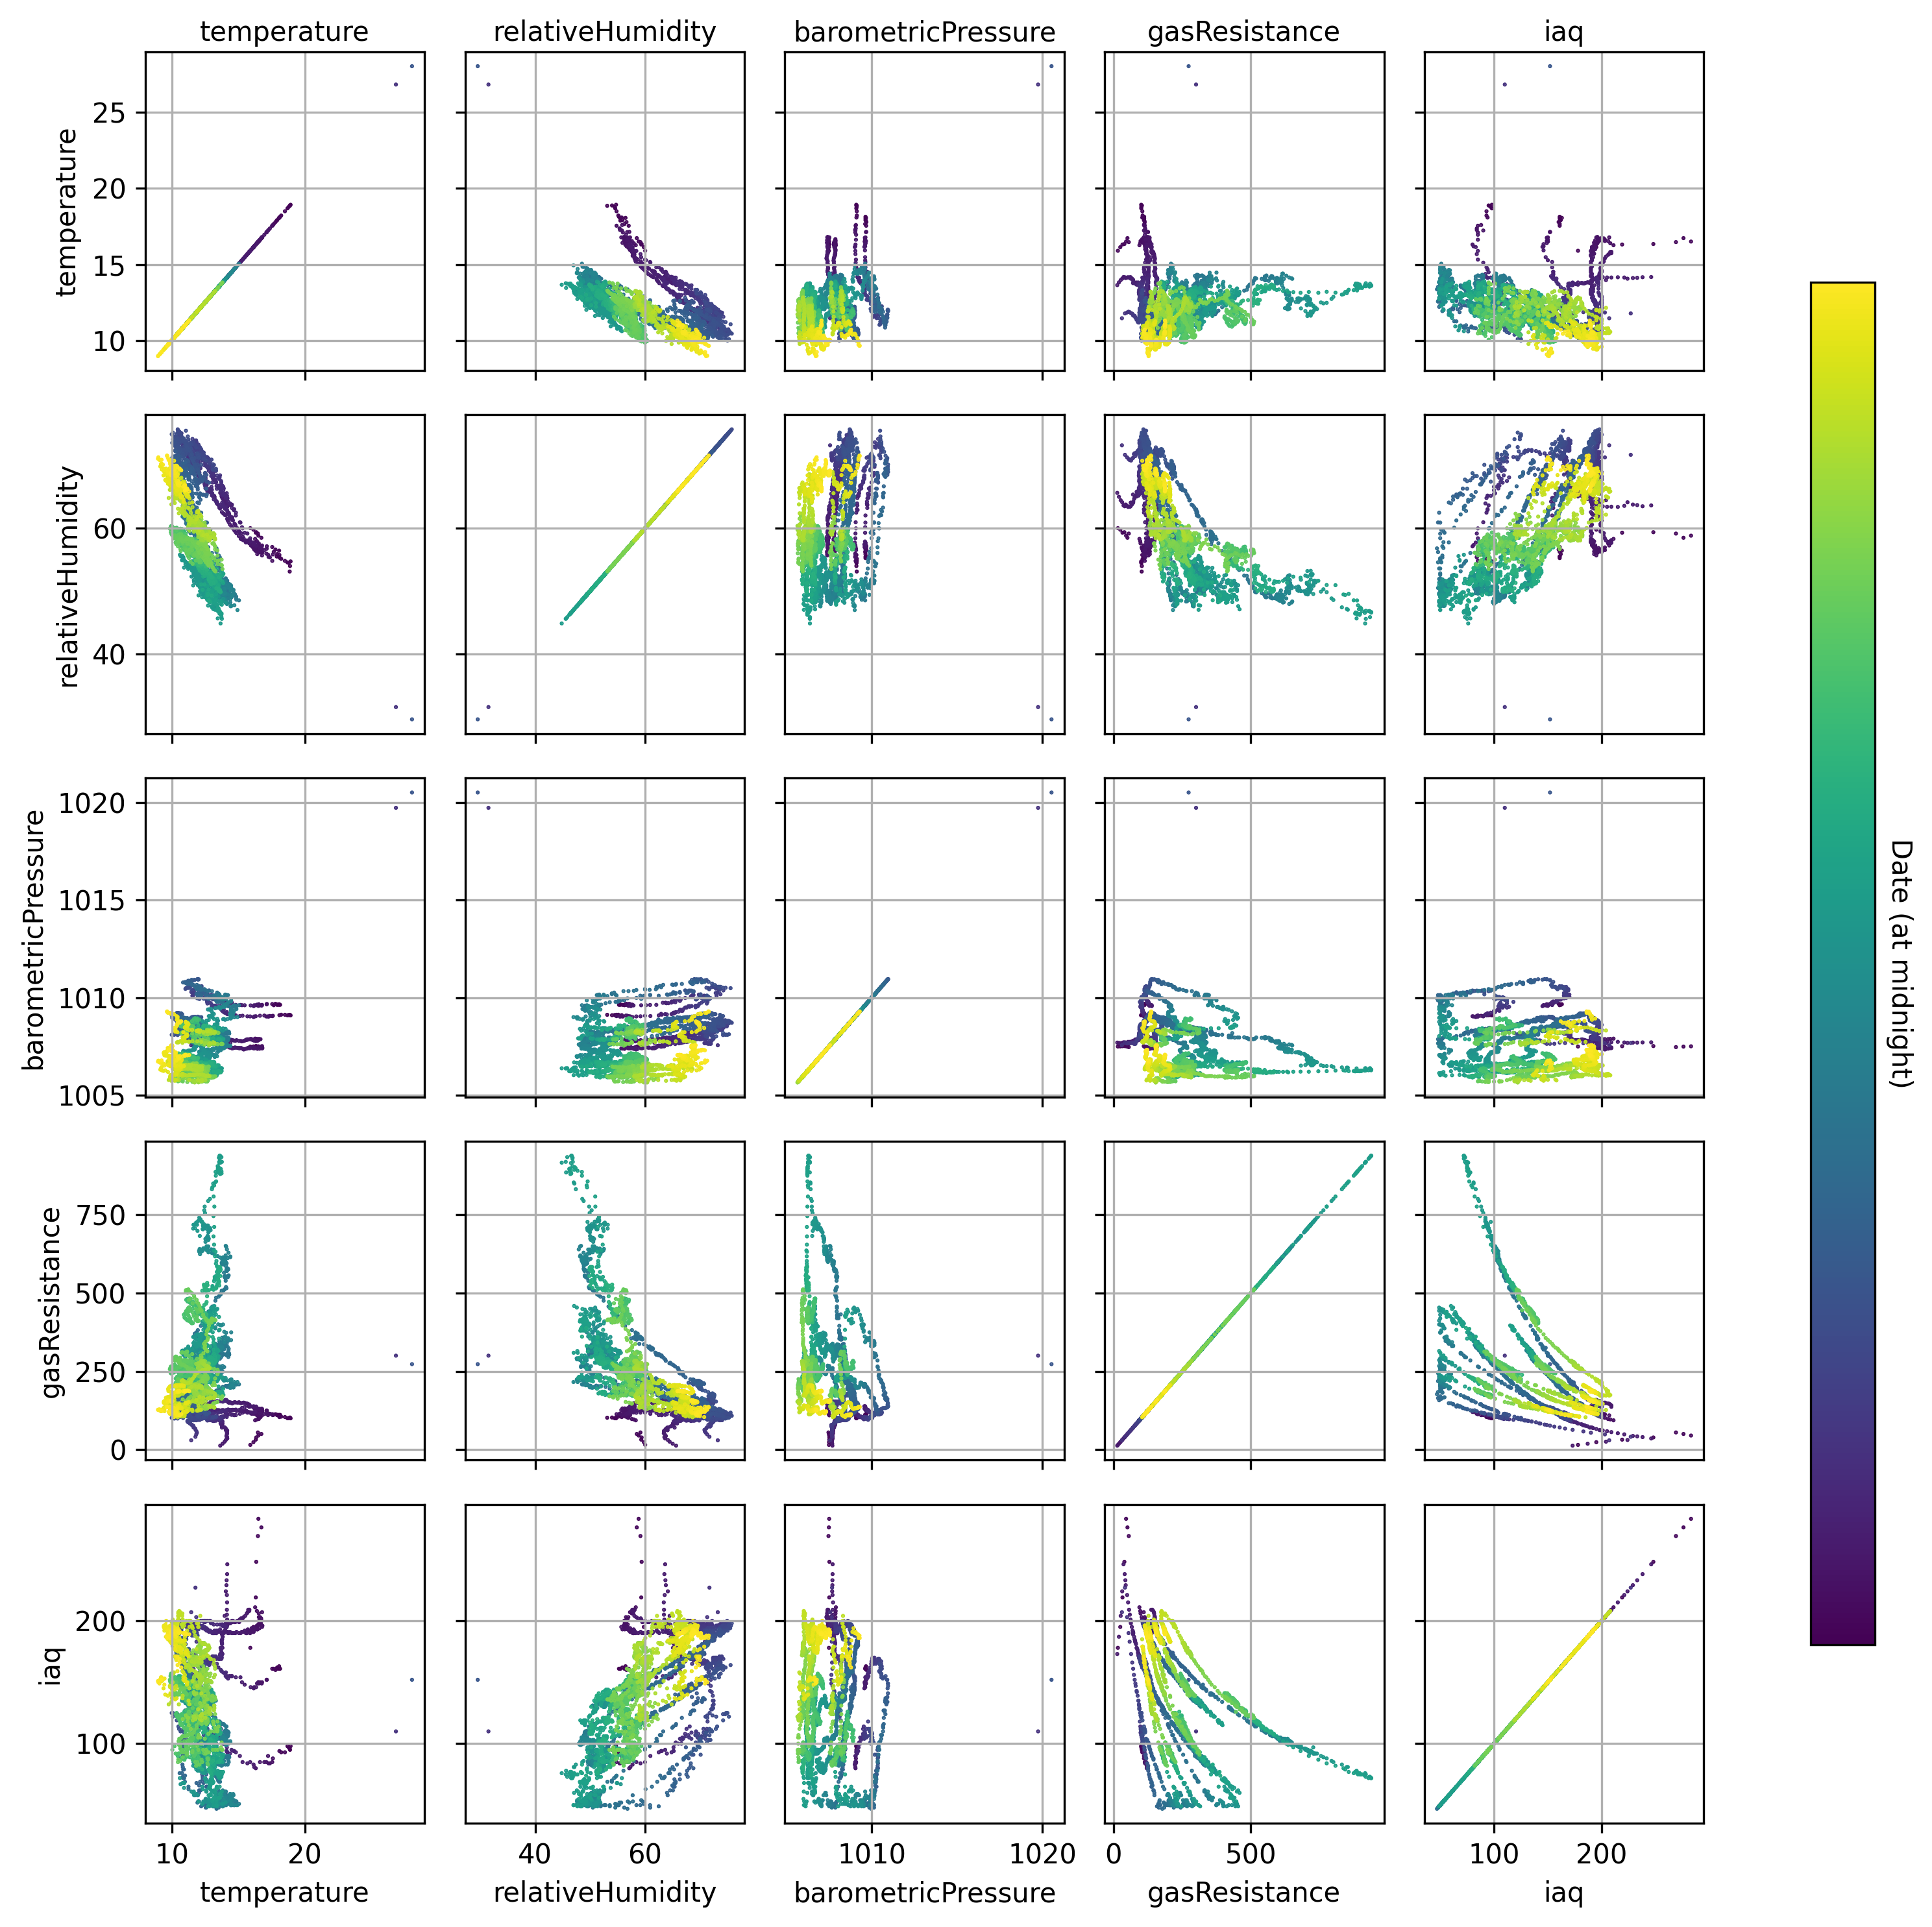 temperature relativeHumidity barometricPressure gasResistance iaq
temperature
25
20
15
10
10 20
relativeHumidity
60
40
barometricPressure
1020
1015
1010
1005
gasResistance
750
500
250
0
iaq
200
100
10 20 40 60 1010 1020 0 500 100 200
temperature relativeHumidity barometricPressure gasResistance iaq
Date (at midnight)